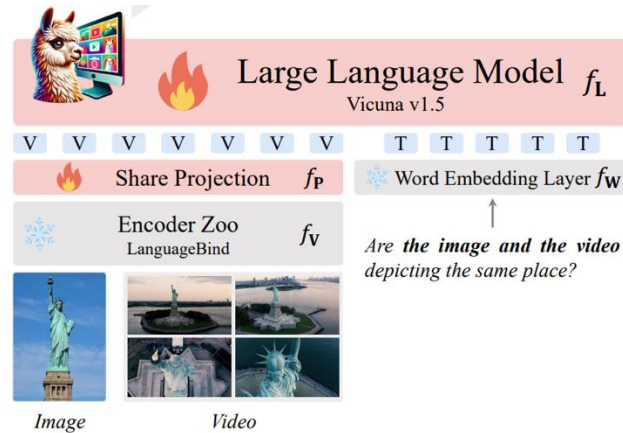 Large Language Model f_L
Vicuna v1.5
V V V V V V V T T T T T
Share Projection f_P
Word Embedding Layer f_W
Encoder Zoo f_V
LanguageBind
Are the image and the video
depicting the same place?
Image Video